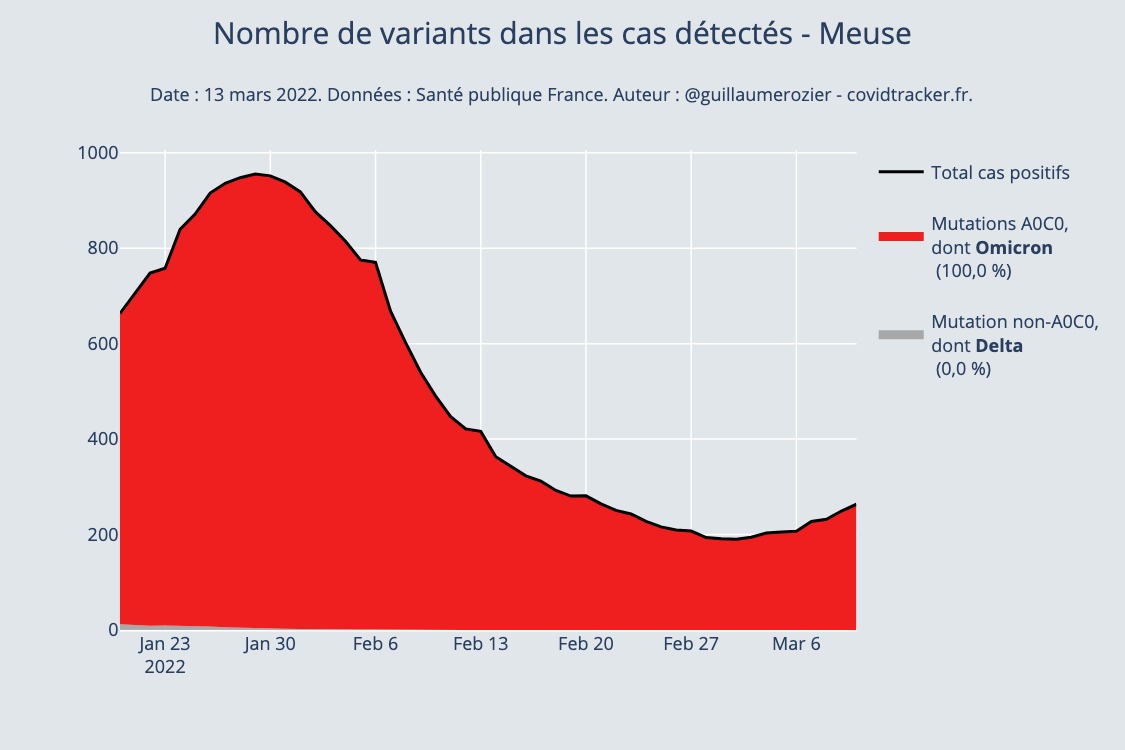 Nombre de variants dans les cas détectés - Meuse
Date : 13 mars 2022. Données : Santé publique France. Auteur : @guillaumerozier - covidtracker.fr.
1000
800
600
400
200
0
Jan 23
2022
Jan 30
Feb 6
Feb 13
Feb 20
Feb 27
Mar 6
Total cas positifs
Mutations A0C0,
dont Omicron
(100,0 %)
Mutation non-A0C0,
dont Delta
(0,0 %)